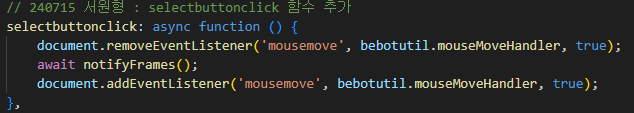 // 240715 서원형 : selectbuttonclick 함수 추가
selectbuttonclick: async function () {
    document.removeEventListener('mousemove', bebotutil.mouseMoveHandler, true);
    await notifyFrames();
    document.addEventListener('mousemove', bebotutil.mouseMoveHandler, true);
},